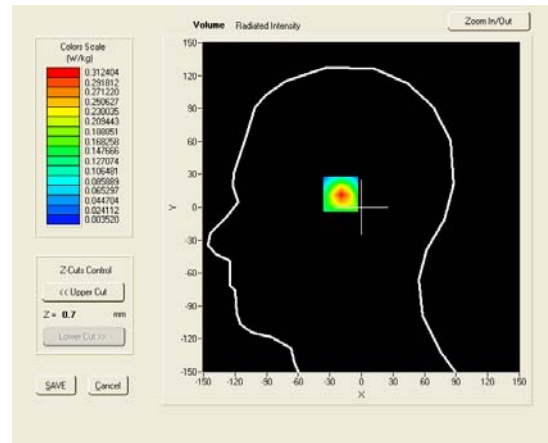 Volume Radiated Intensity
Zoom In/Out
Colors Scale
(W/kg)
0.312404
0.291812
0.271220
0.250627
0.230035
0.209443
0.188851
0.168258
0.147666
0.127074
0.106481
0.085889
0.065297
0.044704
0.024112
0.003520
Z-Cuts Control
<< Upper Cut
Z = 0.7 mm
Lower Cut >>
SAVE Cancel
150
120
90
60
30
0
-30
-60
-90
-120
-150
Y
-150 -120 -90 -60 -30 0 30 60 90 120 150
X